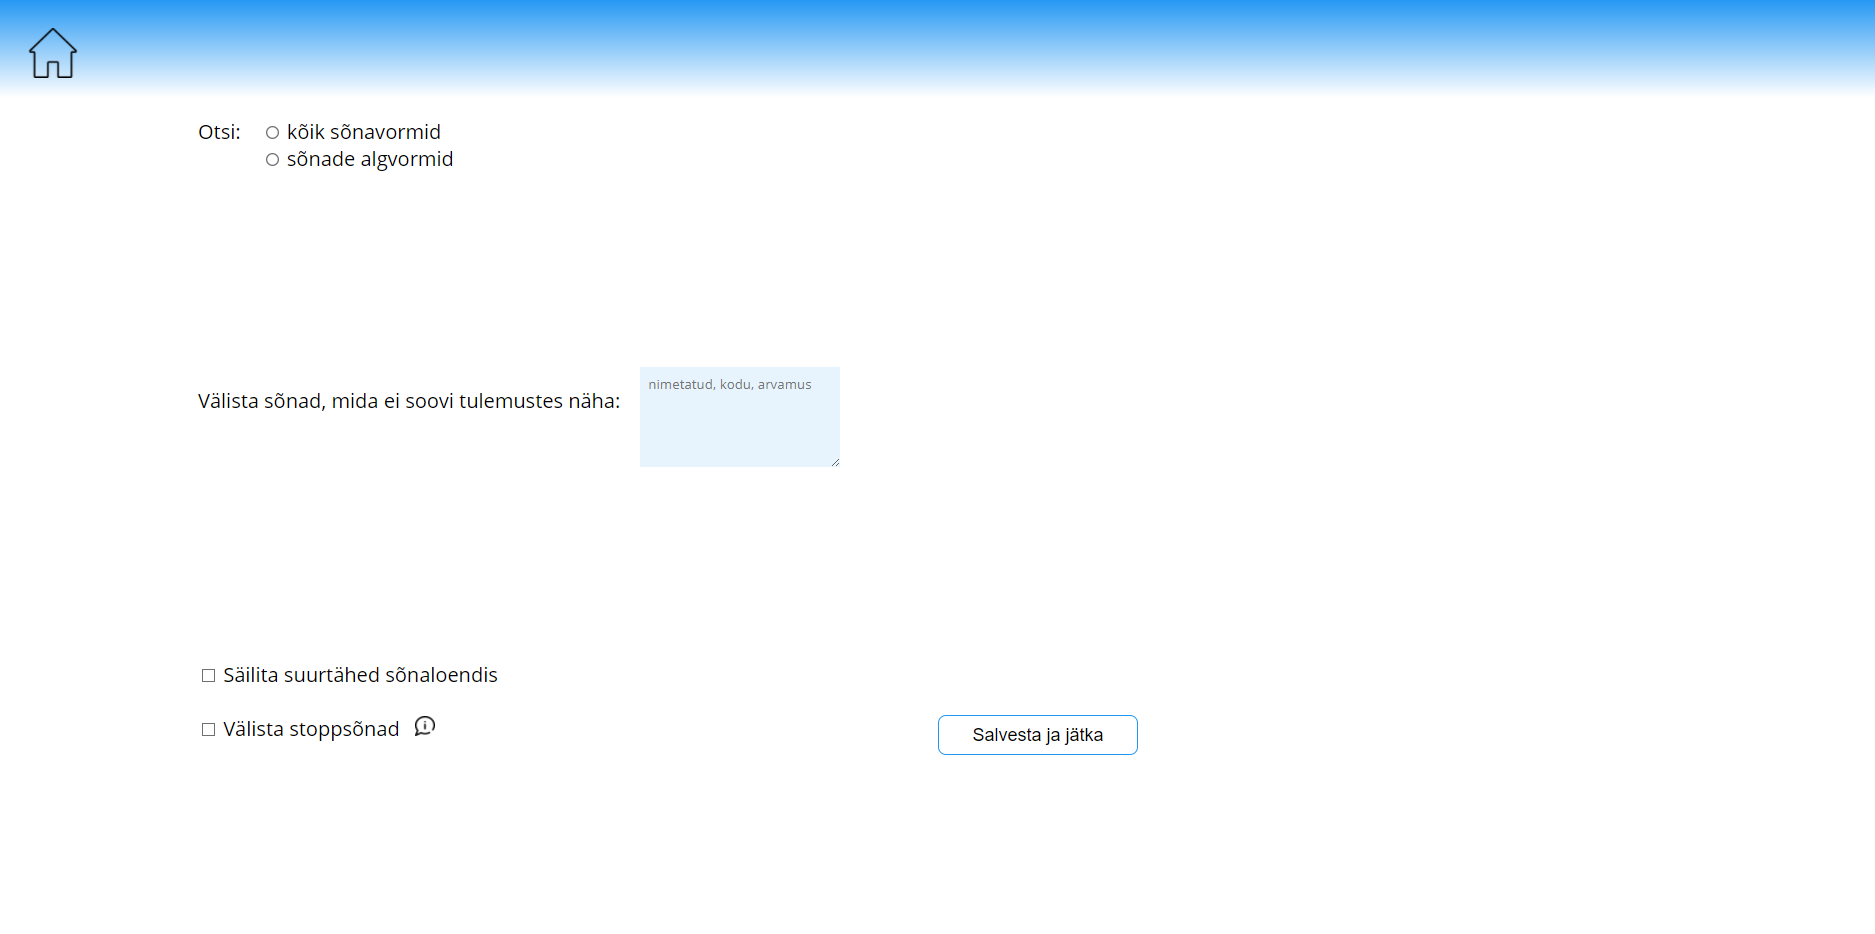 Otsi: kõik sõnavormid
sõnade algvormid
Välista sõnad, mida ei soovi tulemustes näha:
nimetatud, kodu, arvamus
Säilita suurtähed sõnaloendis
Välista stoppsõnad
Salvesta ja jätka